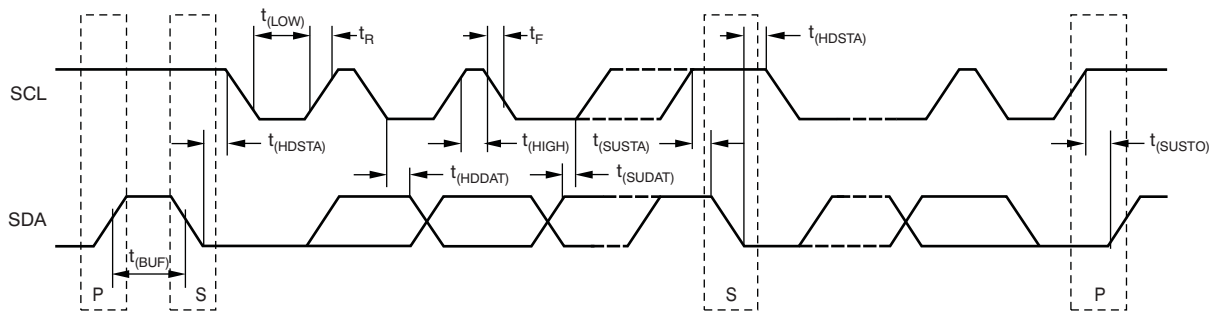 t(LOW)
tR
tF
t(HDSTA)
SCL
t(HDSTA)
t(HIGH)
t(SUSTA)
t(SUSTO)
t(HDDAT)
t(SUDAT)
SDA
t(BUF)
P
S
S
P